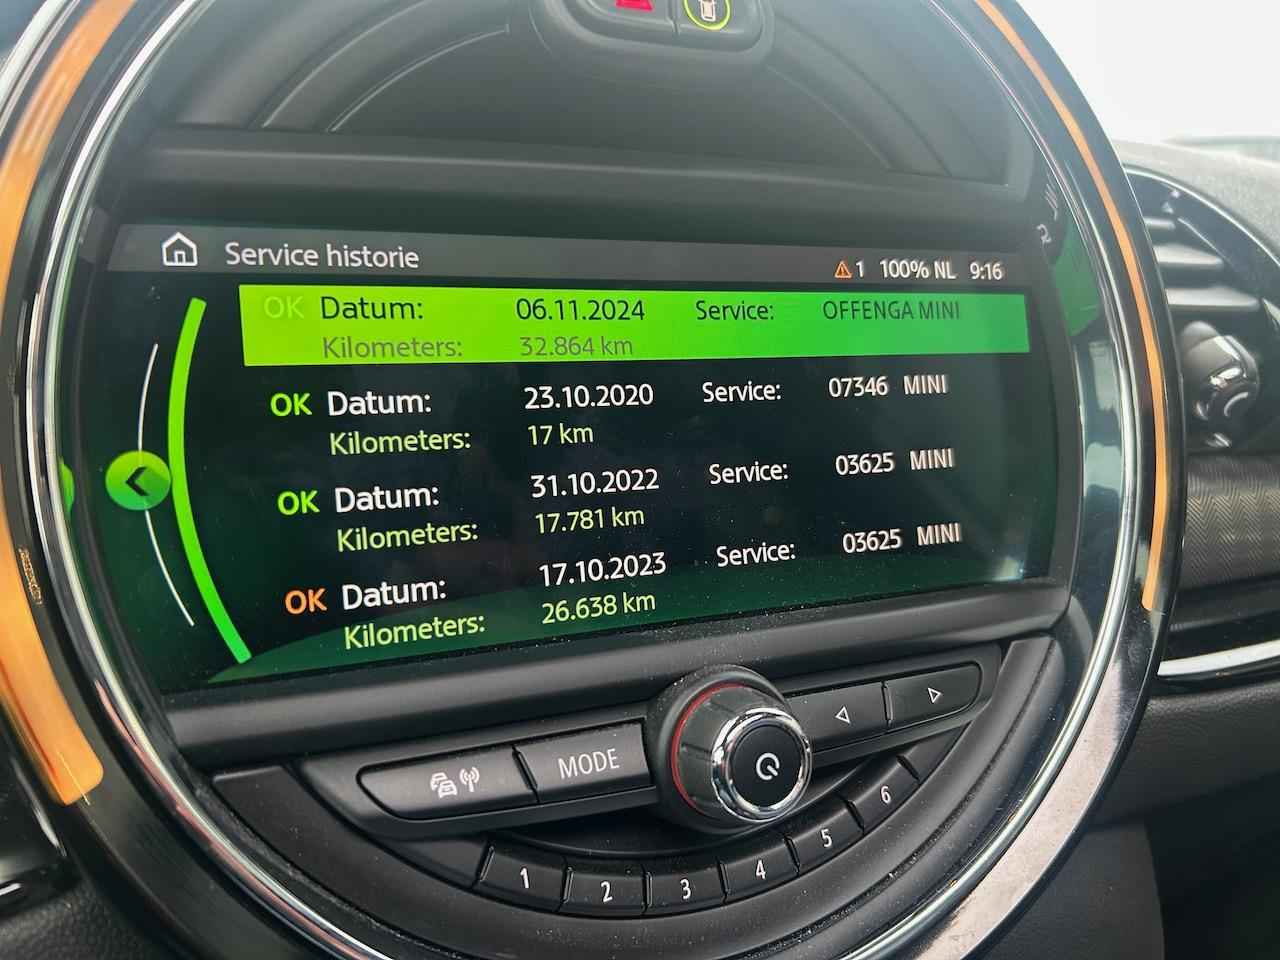 Service historie 1 100% NL 9:16
OK Datum: 06.11.2024 Service: OFFENGA MINI
Kilometers: 32.864 km
OK Datum: 23.10.2020 Service: 07346 MINI
Kilometers: 17 km
OK Datum: 31.10.2022 Service: 03625 MINI
Kilometers: 17.781 km
OK Datum: 17.10.2023 Service: 03625 MINI
Kilometers: 26.638 km
MODE
1 2 3 4 5 6